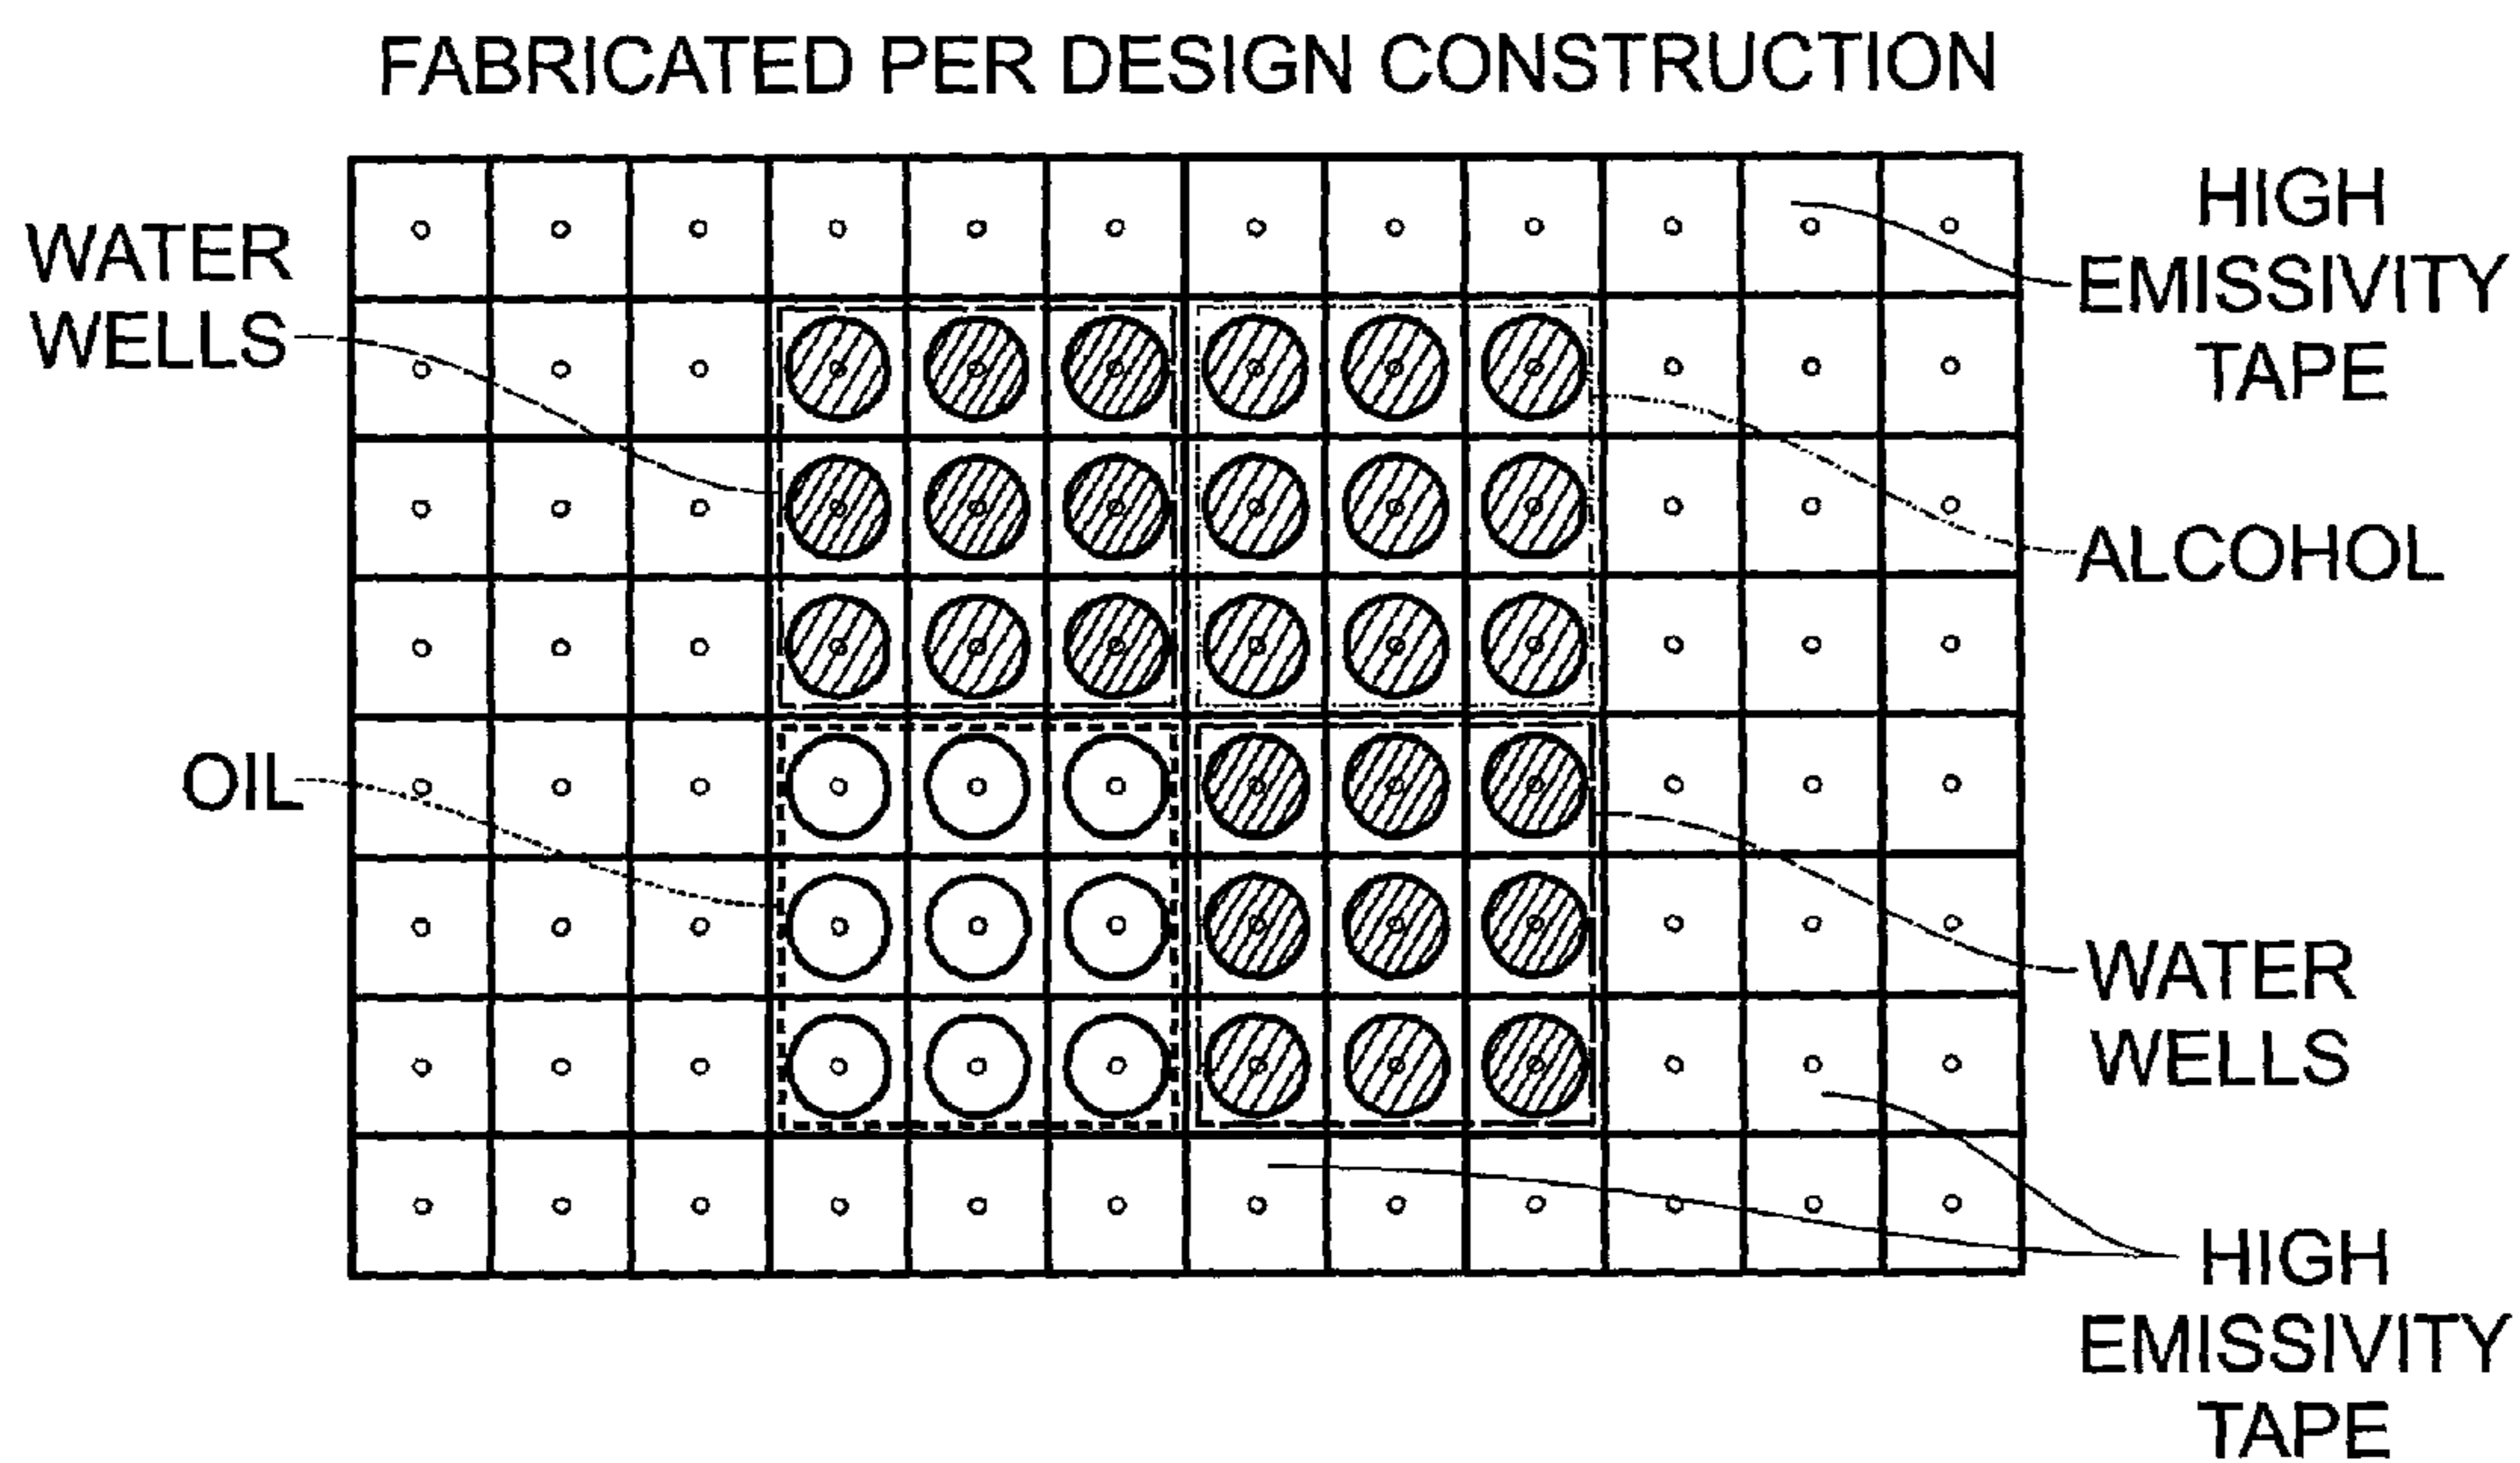 FABRICATED PER DESIGN CONSTRUCTION
WATER
WELLS
HIGH
EMISSIVITY
TAPE
ALCOHOL
OIL
WATER
WELLS
HIGH
EMISSIVITY
TAPE